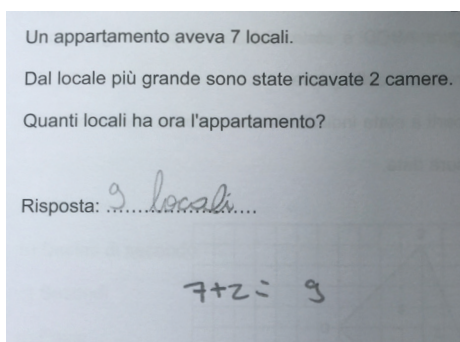 Un appartamento aveva 7 locali.
Dal locale più grande sono state ricavate 2 camere.
Quanti locali ha ora l'appartamento?
Risposta: 9 locali
7+2= 9